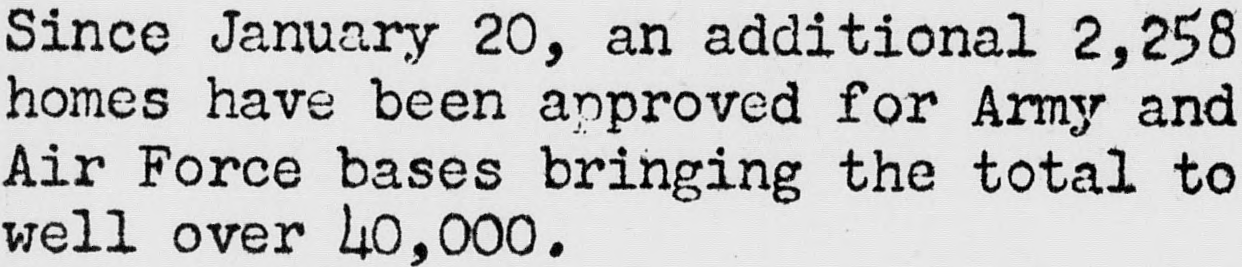 Since January 20, an additional 2,258
homes have been approved for Army and
Air Force bases bringing the total to
well over 40,000.